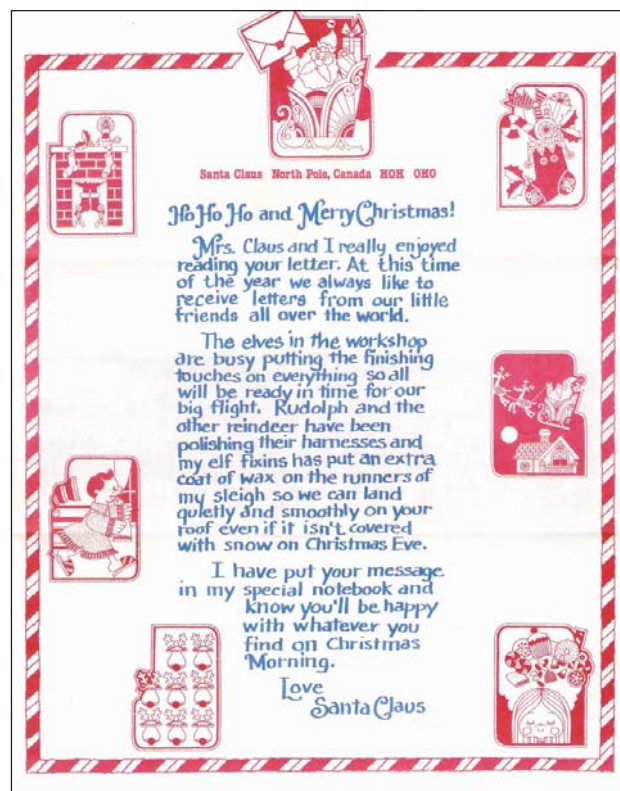 Santa Claus North Pole, Canada HOH OHO
Ho Ho Ho and Merry Christmas!
Mrs. Claus and I really enjoyed
reading your letter. At this time
of the year we always like to
receive letters from our little
friends all over the world.
The elves in the workshop
are busy putting the finishing
touches on everything so all
will be ready in time for our
big flight. Rudolph and the
other reindeer have been
polishing their harnesses and
my elf fixins has put an extra
coat of wax on the runners of
my sleigh so we can land
quietly and smoothly on your
roof even if it isn't covered
with snow on Christmas Eve.
I have put your message
in my special notebook and
know you'll be happy
with whatever you
find on Christmas
Morning.
Love
Santa Claus